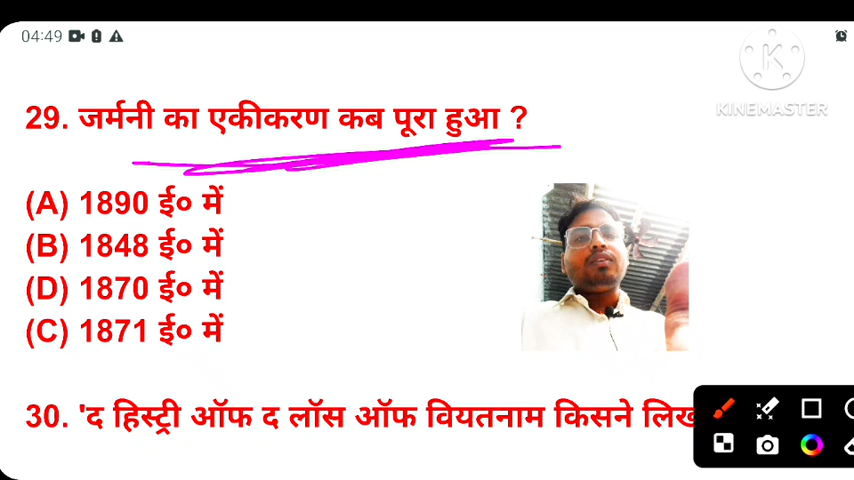 04:49
KINEMASTER
29. जर्मनी का एकीकरण कब पूरा हुआ ?
(A) 1890 ई० में
(B) 1848 ई० में
(D) 1870 ई० में
(C) 1871 ई० में
30. 'द हिस्ट्री ऑफ द लॉस ऑफ वियतनाम किसने